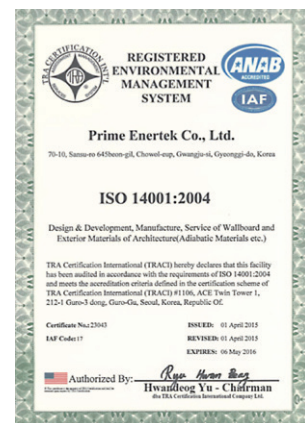 TRA CERTIFICATION INT'L
REGISTERED
ENVIRONMENTAL
MANAGEMENT
SYSTEM
ANAB
ACCREDITED
IAF
Prime Enertek Co., Ltd.
70-10, Sansu-ro 645beon-gil, Chowol-eup, Gwangju-si, Gyeonggi-do, Korea
ISO 14001:2004
Design & Development, Manufacture, Service of Wallboard and
Exterior Materials of Architecture(Adiabatic Materials etc.)
TRA Certification International (TRACI) hereby declares that this facility
has been audited in accordance with the requirements of ISO 14001:2004
and meets the accreditation criteria defined in the certification scheme of
TRA Certification International (TRACI) #1106, ACE Twin Tower 1,
212-1 Guro-3 dong, Guro-Gu, Seoul, Korea, Republic Of.
Certificate No.: 23043 ISSUED: 01 April 2015
IAF Code: 17 REVISED: 01 April 2015
EXPIRES: 06 May 2016
Authorized By:
Hwandeog Yu - Chairman
dba TRA Certification International Company Ltd.